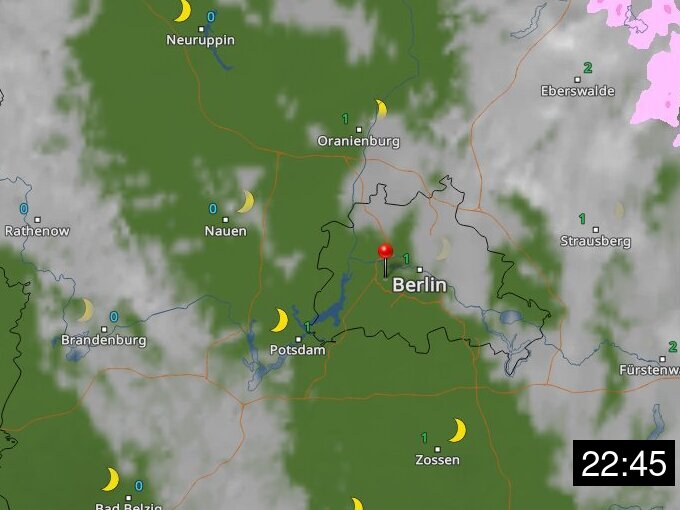 0
Neuruppin
2
Eberswalde
1
Oranienburg
0
Rathenow
0
Nauen
1
Strausberg
1
Berlin
0
Brandenburg
1
Potsdam
2
Fürstenwa
1
Zossen
22:45
0
Bad Belzig